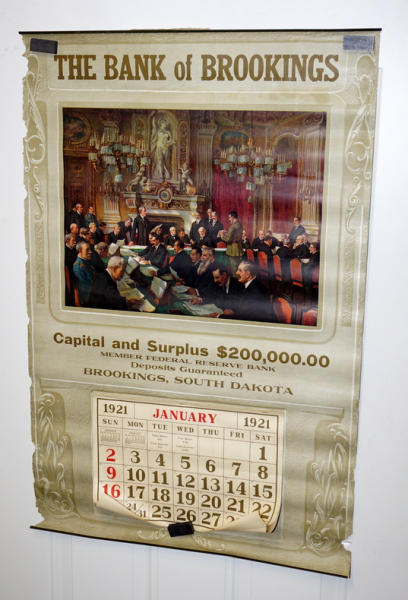 THE BANK of BROOKINGS
Capital and Surplus $200,000.00
MEMBER FEDERAL RESERVE BANK
Deposits Guaranteed
BROOKINGS, SOUTH DAKOTA
1921 JANUARY 1921
SUN MON TUE WED THU FRI SAT
1
2 3 4 5 6 7 8
9 10 11 12 13 14 15
16 17 18 19 20 21 22
24/31 25 26